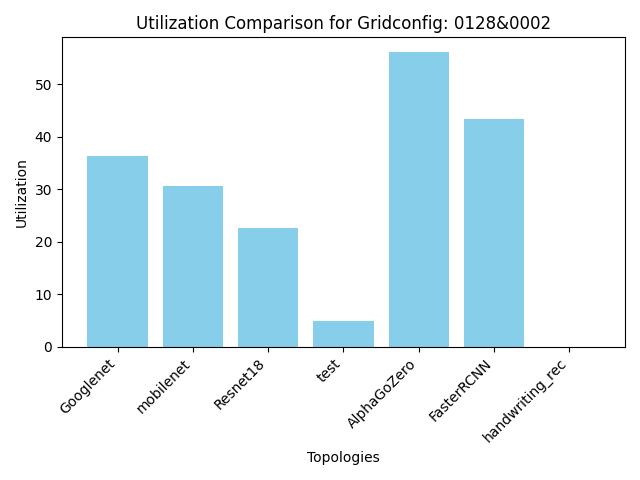 Utilization Comparison for Gridconfig: 0128&0002
Utilization
50
40
30
20
10
0
Googlenet
mobilenet
Resnet18
test
AlphaGoZero
FasterRCNN
handwriting_rec
Topologies